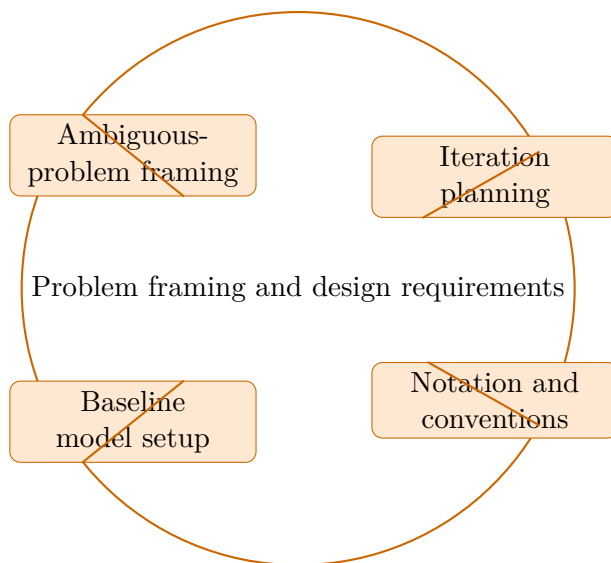 Ambiguous-
problem framing
Iteration
planning
Problem framing and design requirements
Baseline
model setup
Notation and
conventions